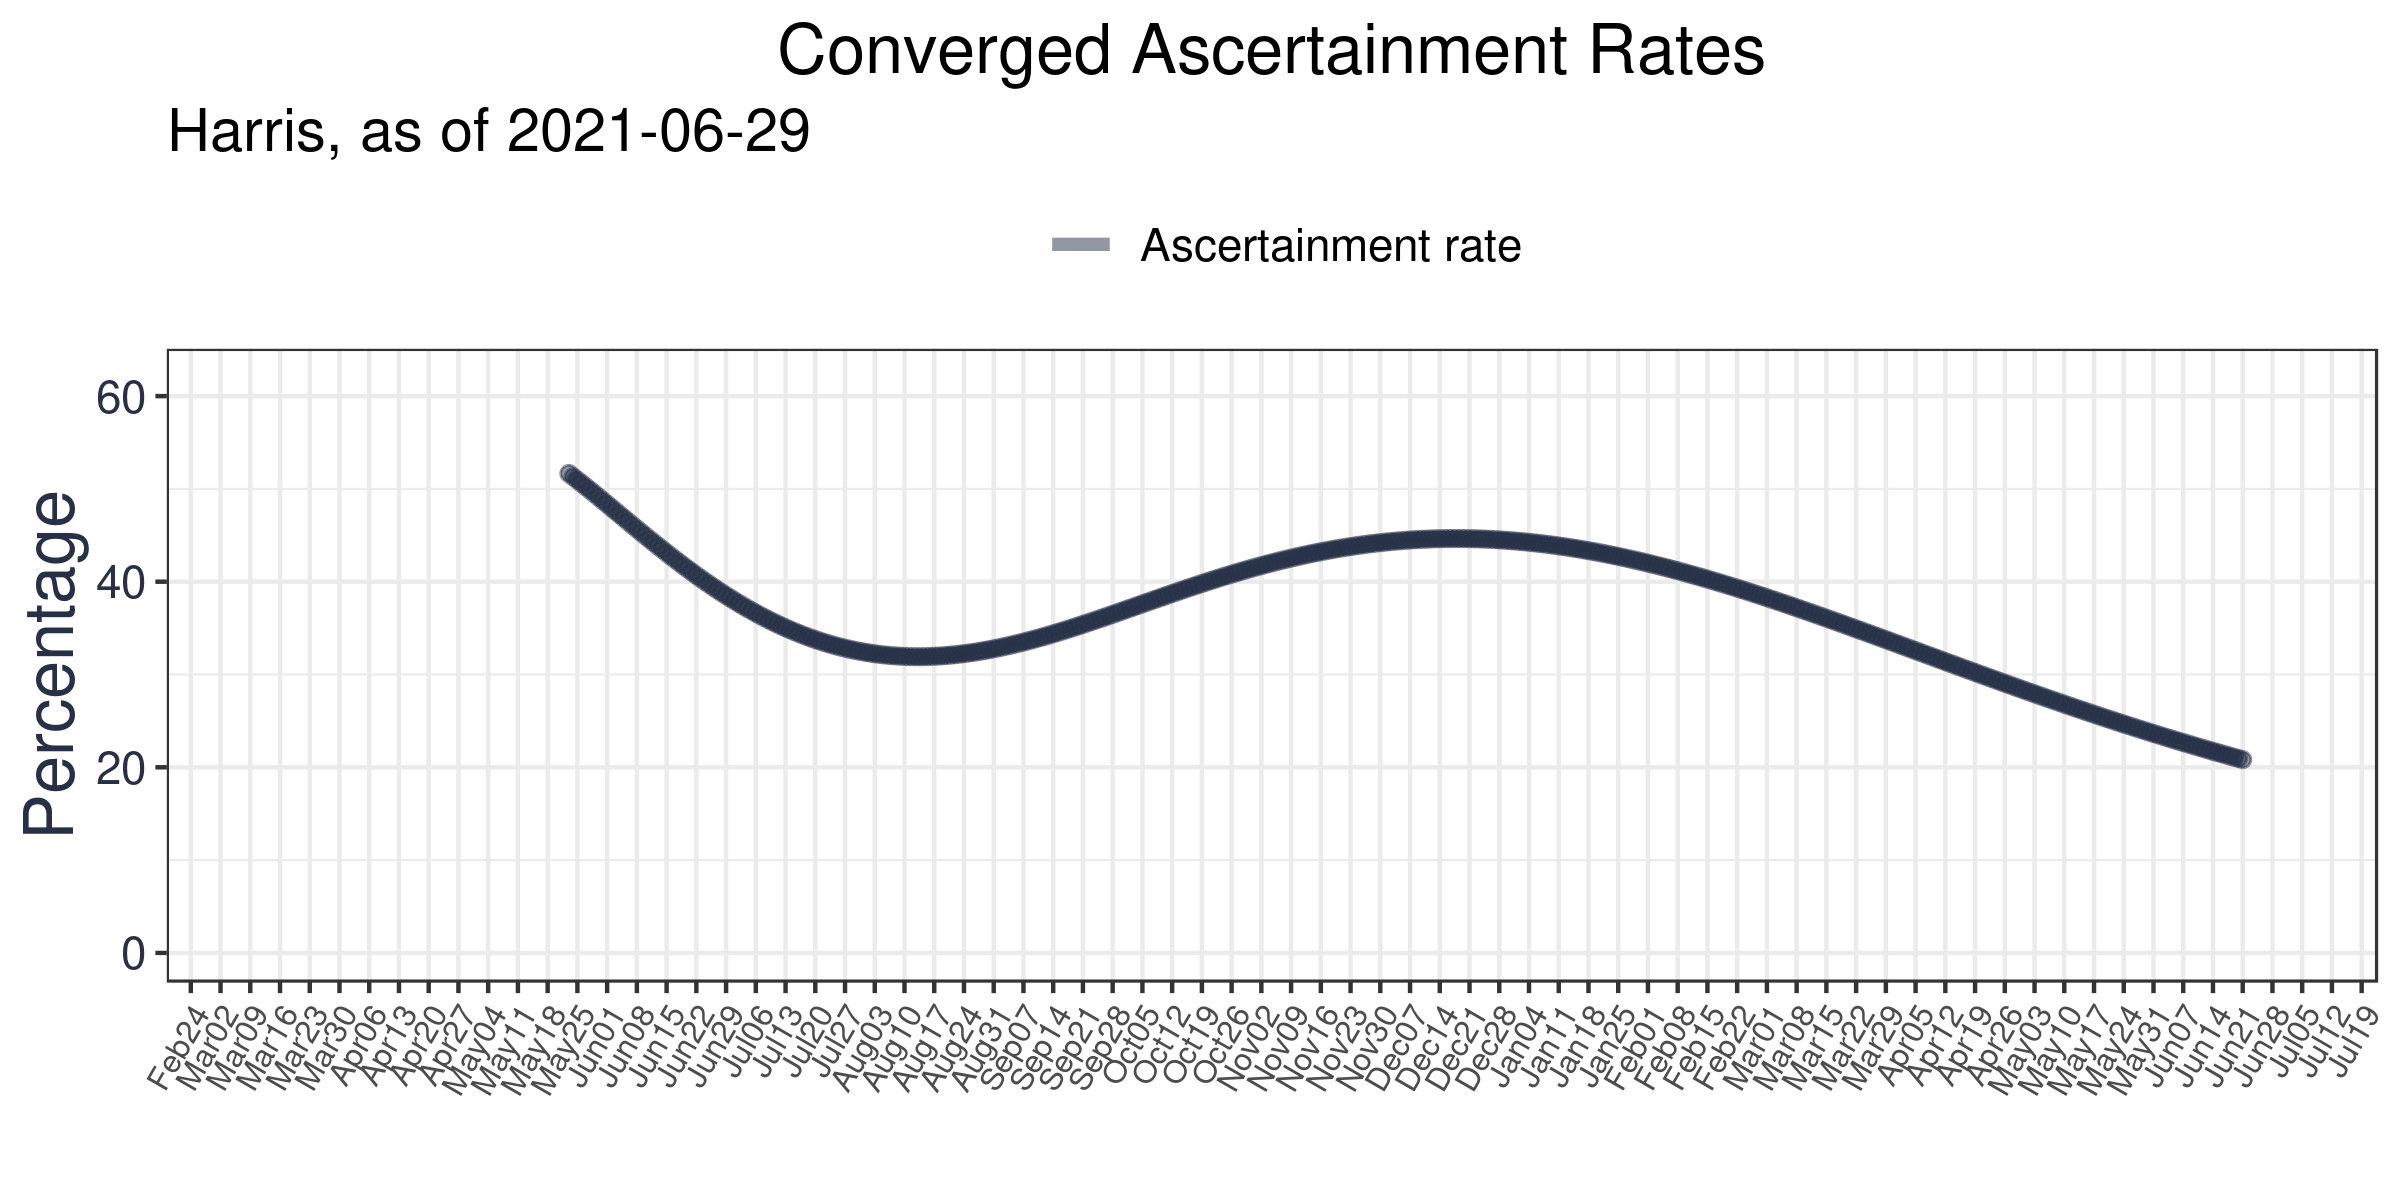 Converged Ascertainment Rates
Harris, as of 2021-06-29
Ascertainment rate
Percentage
60
40
20
0
Feb24
Mar02
Mar09
Mar16
Mar23
Mar30
Apr06
Apr13
Apr20
Apr27
May04
May11
May18
May25
Jun01
Jun08
Jun15
Jun22
Jun29
Jul06
Jul13
Jul20
Jul27
Aug03
Aug10
Aug17
Aug24
Aug31
Sep07
Sep14
Sep21
Sep28
Oct05
Oct12
Oct19
Oct26
Nov02
Nov09
Nov16
Nov23
Nov30
Dec07
Dec14
Dec21
Dec28
Jan04
Jan11
Jan18
Jan25
Feb01
Feb08
Feb15
Feb22
Mar01
Mar08
Mar15
Mar22
Mar29
Apr05
Apr12
Apr19
Apr26
May03
May10
May17
May24
May31
Jun07
Jun14
Jun21
Jun28
Jul05
Jul12
Jul19